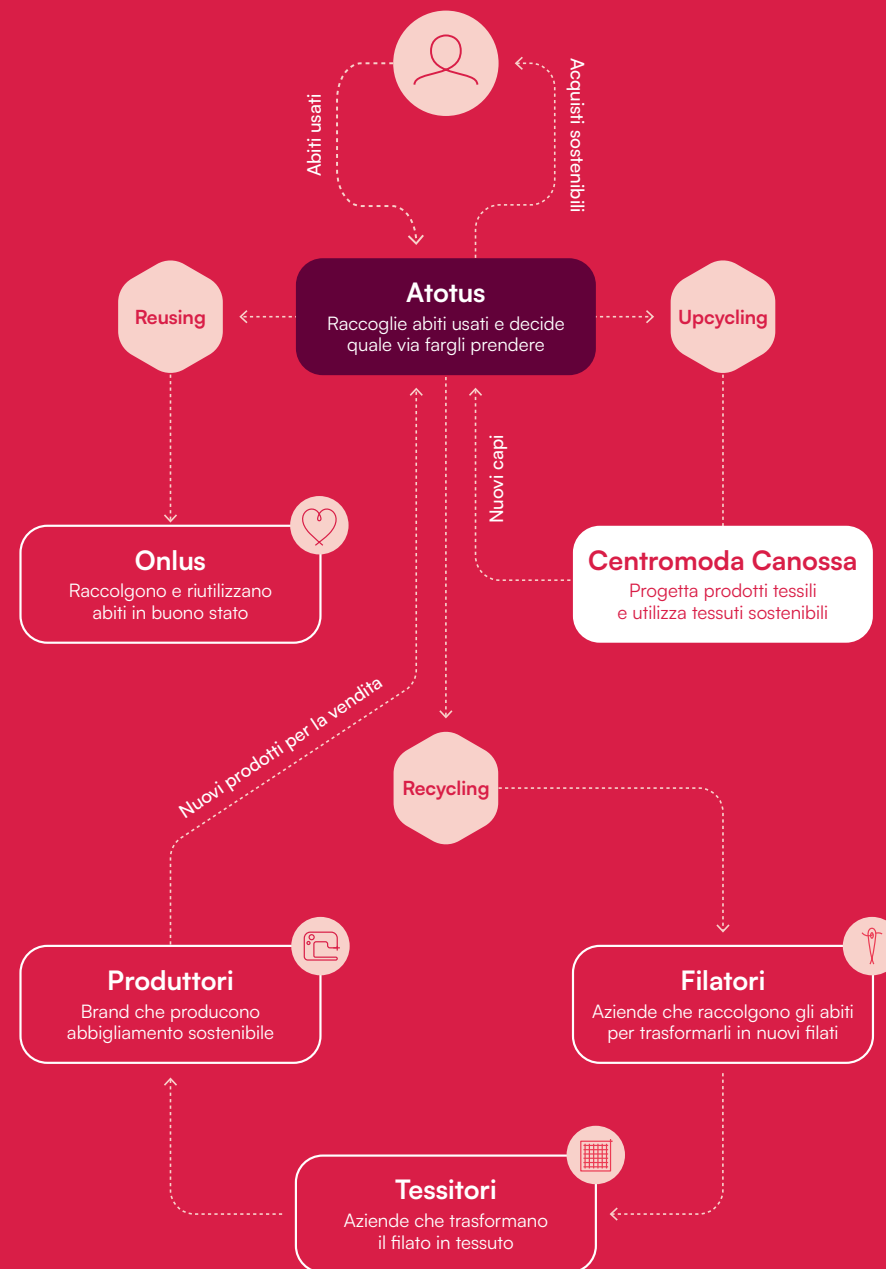 Abiti usati
Acquisti sostenibili
Atotus
Raccoglie abiti usati e decide
quale via fargli prendere
Reusing
Upcycling
Nuovi capi
Onlus
Raccolgono e riutilizzano
abiti in buono stato
Centromoda Canossa
Progetta prodotti tessili
e utilizza tessuti sostenibili
Nuovi prodotti per la vendita
Recycling
Produttori
Brand che producono
abbigliamento sostenibile
Filatori
Aziende che raccolgono gli abiti
per trasformarli in nuovi filati
Tessitori
Aziende che trasformano
il filato in tessuto